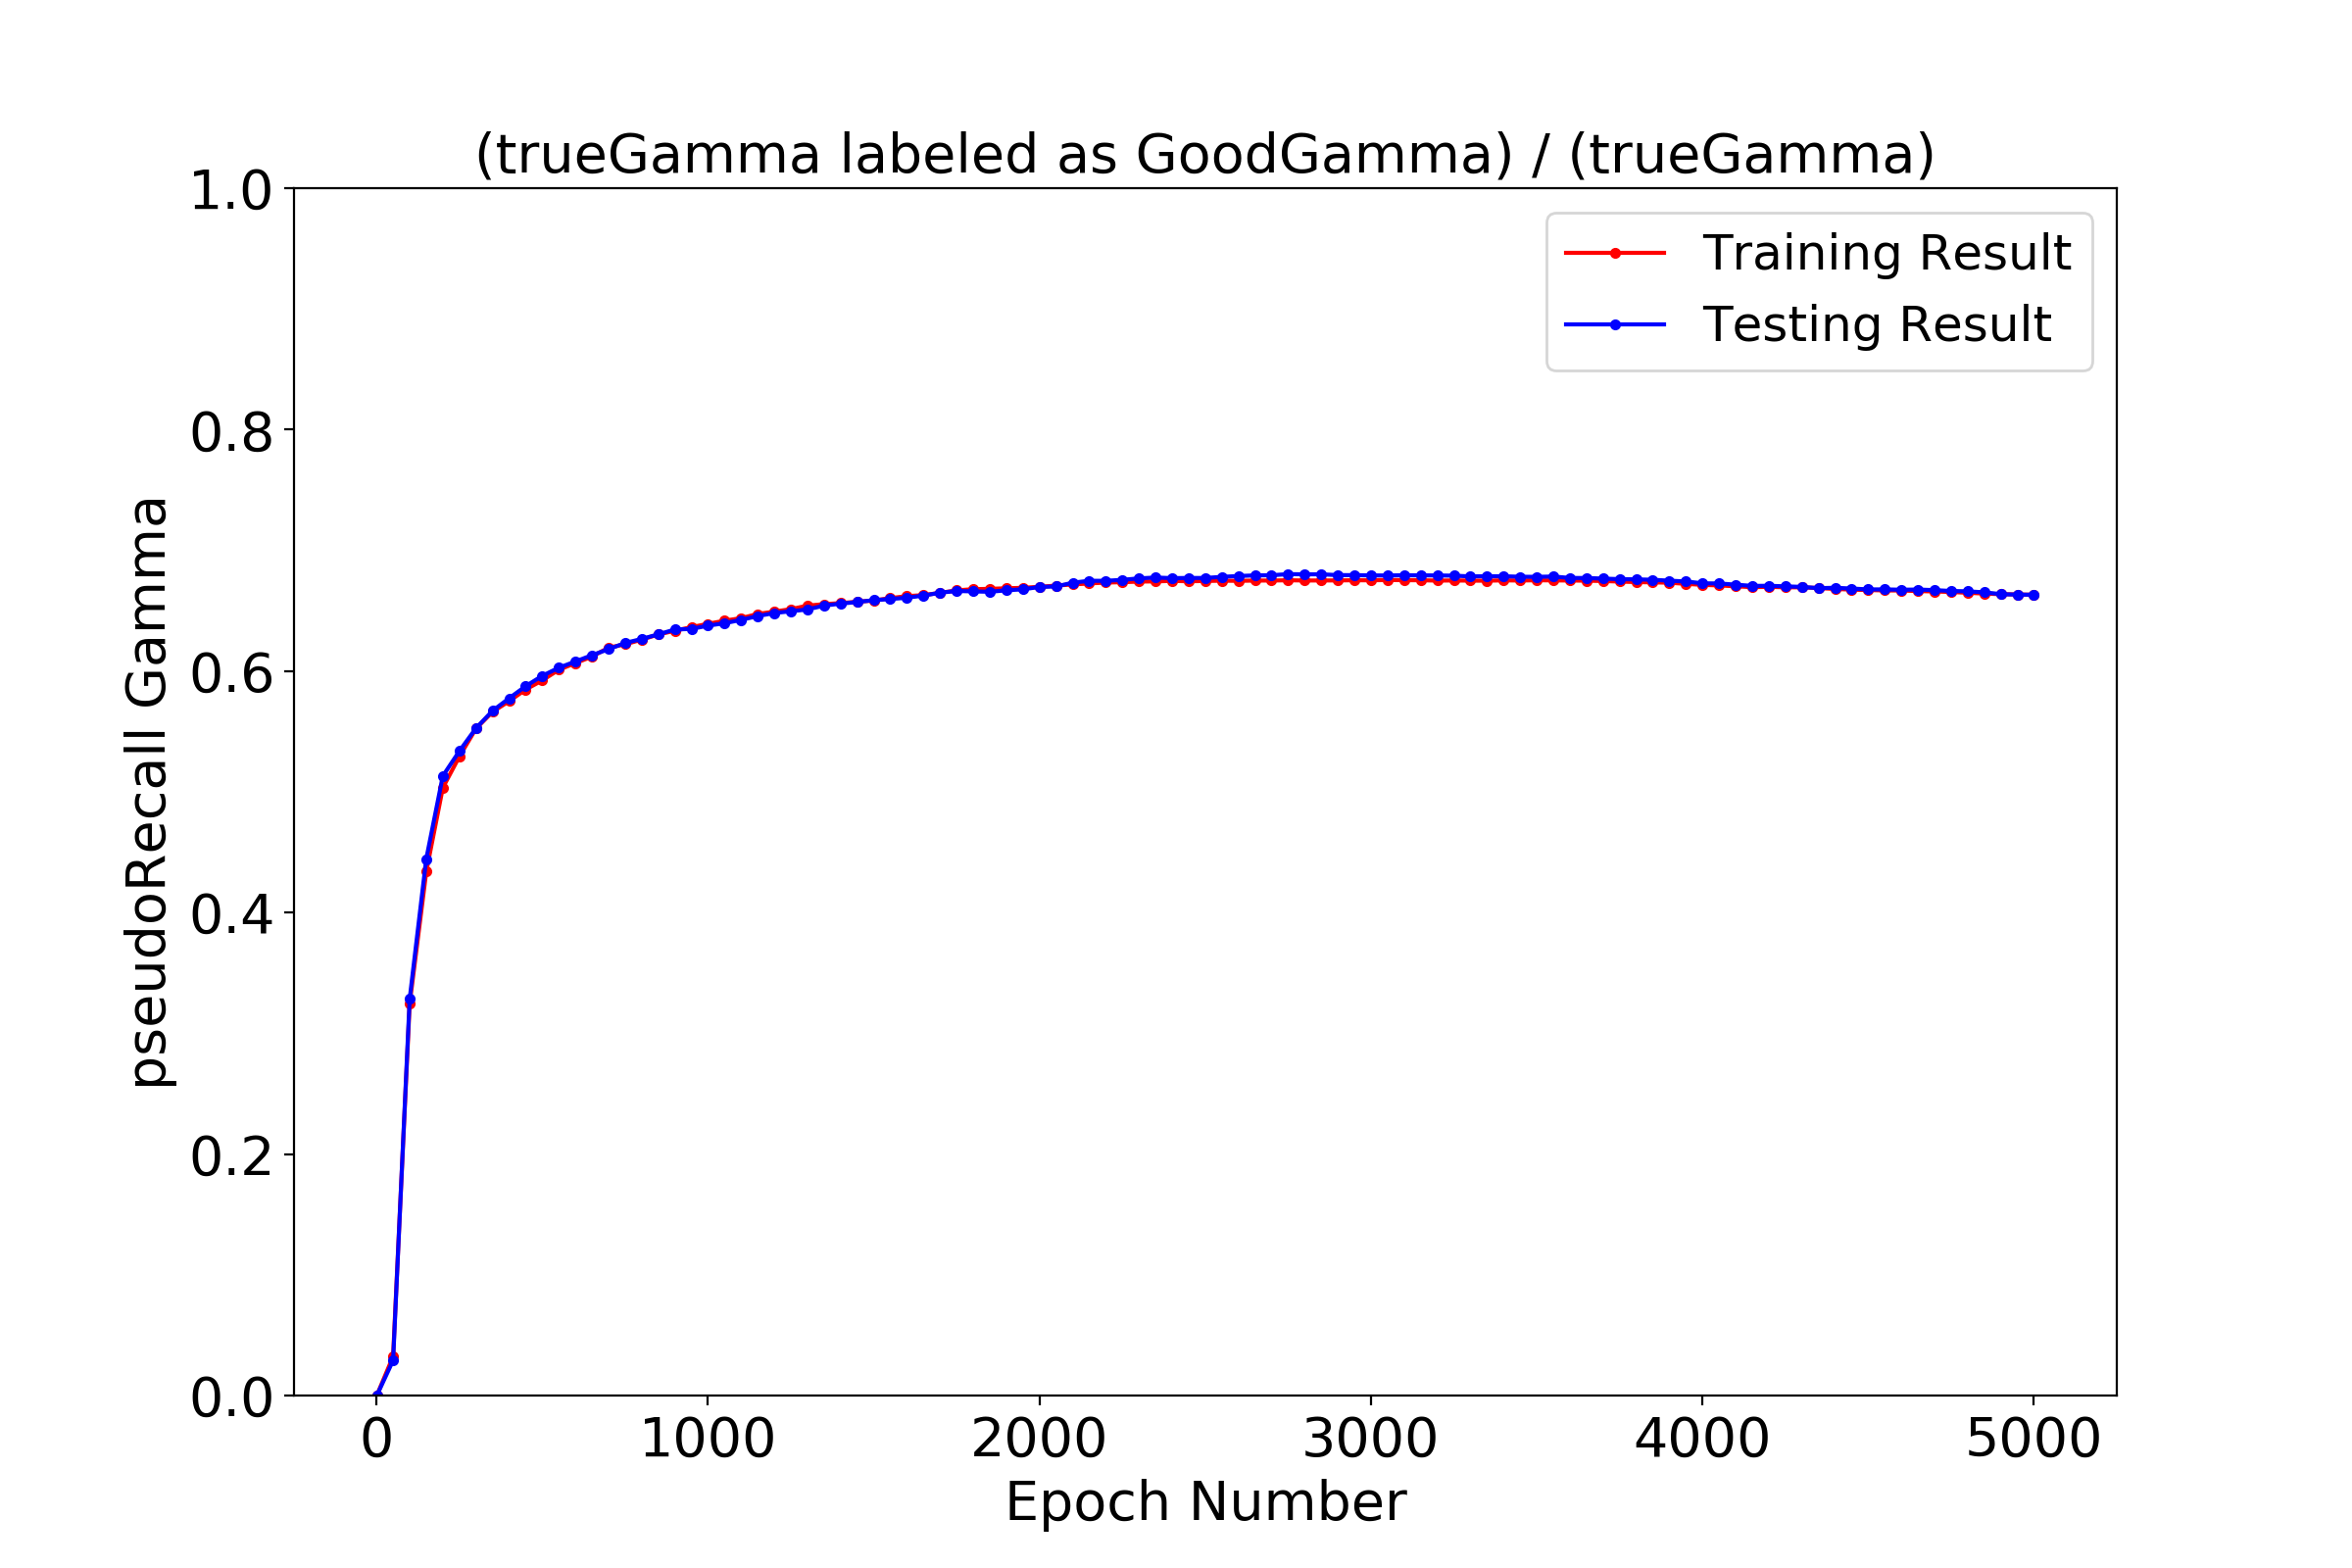 (trueGamma labeled as GoodGamma) / (trueGamma)
1.0
0.8
0.6
0.4
0.2
0.0
pseudoRecall Gamma
Training Result
Testing Result
0 1000 2000 3000 4000 5000
Epoch Number